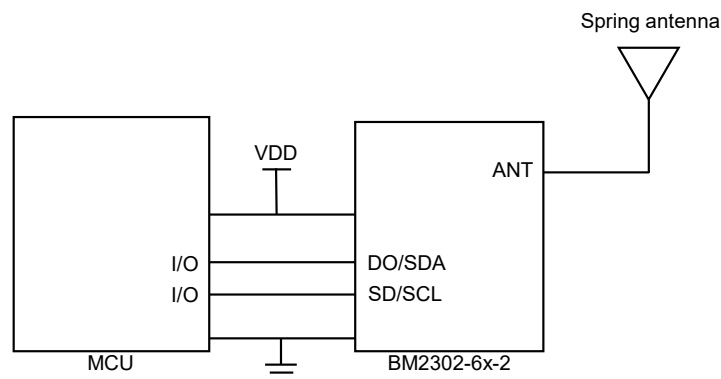 Spring antenna
VDD
ANT
I/O
DO/SDA
I/O
SD/SCL
MCU
BM2302-6x-2